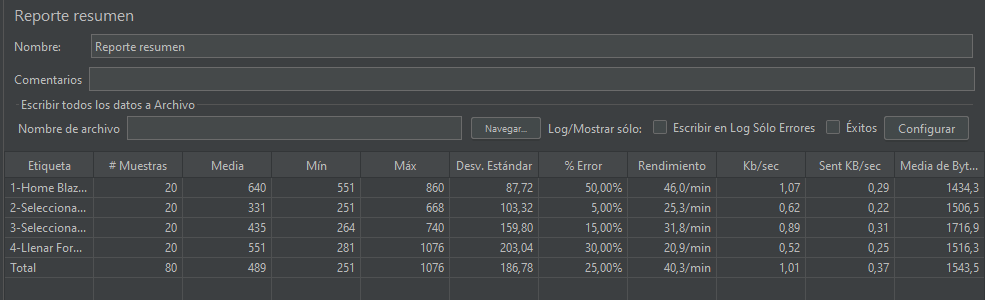 Reporte resumen
Nombre: Reporte resumen
Comentarios
Escribir todos los datos a Archivo
Nombre de archivo Navegar... Log/Mostrar sólo: Escribir en Log Sólo Errores Éxitos Configurar
Etiqueta # Muestras Media Mín Máx Desv. Estándar % Error Rendimiento Kb/sec Sent KB/sec Media de Byt...
1-Home Blaz... 20 640 551 860 87,72 50,00% 46,0/min 1,07 0,29 1434,3
2-Selecciona... 20 331 251 668 103,32 5,00% 25,3/min 0,62 0,22 1506,5
3-Selecciona... 20 435 264 740 159,80 15,00% 31,8/min 0,89 0,31 1716,9
4-Llenar For... 20 551 281 1076 203,04 30,00% 20,9/min 0,52 0,25 1516,3
Total 80 489 251 1076 186,78 25,00% 40,3/min 1,01 0,37 1543,5